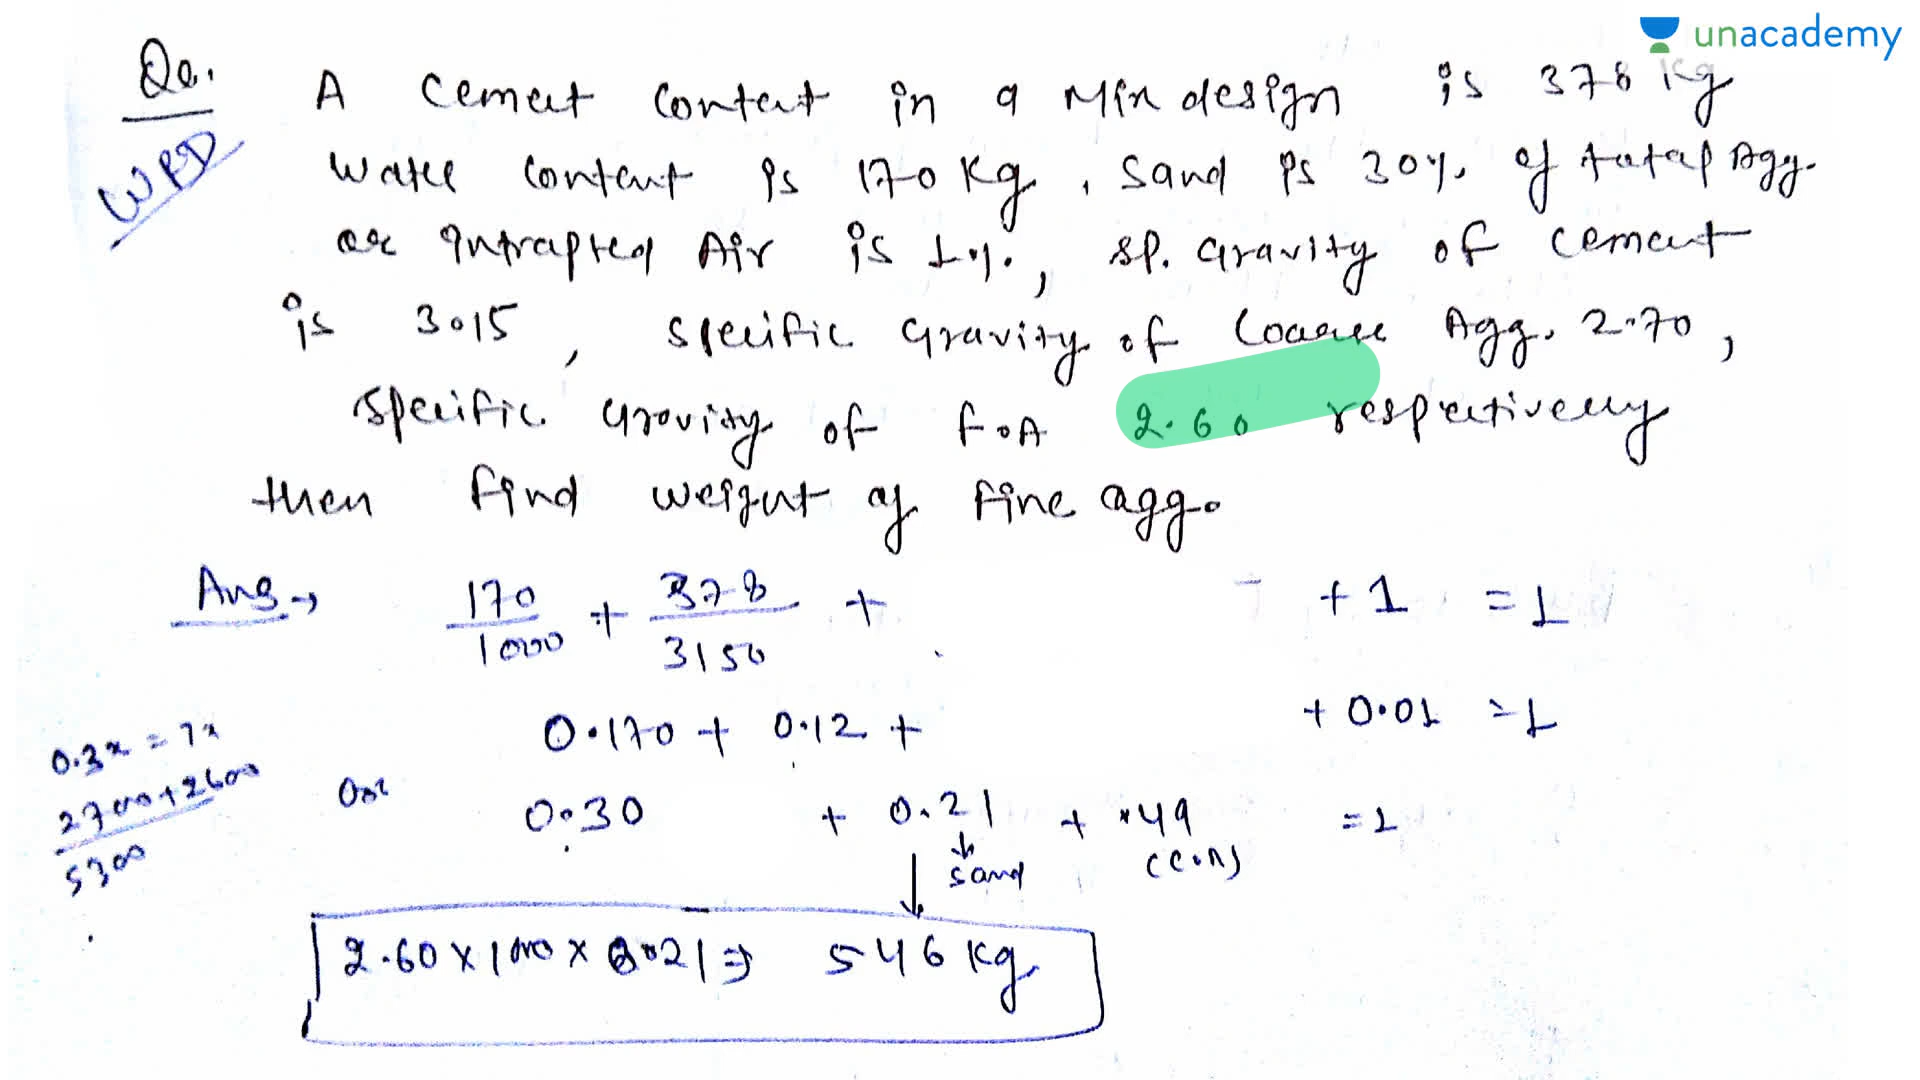 unacademy
Qe.
A cement content in a Mix design is 378 kg
WPD
water content is 170 kg, sand is 30% of total Agg.
or intrapted Air is 1%, sp. Gravity of cement
is 3.15, specific Gravity of Coarse Agg. 2.70,
specific Gravity of F.A 2.60 respectively
then find weight of fine agg.
Ans → 170/1000 + 378/3150 + + 1 = 1
0.170 + 0.12 + + 0.01 = 1
0.3x = 7x
2700+2600
5300
0.30 + 0.21 + .49 = 1
sand (C.A)
2.60 x 1000 x 0.21 ⇒ 546 kg